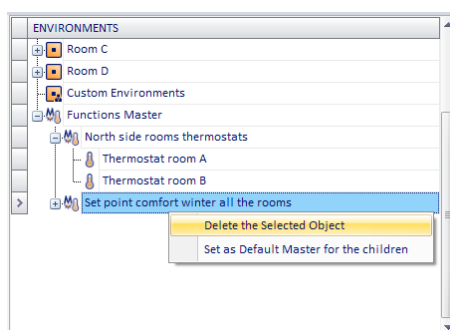 ENVIRONMENTS
Room C
Room D
Custom Environments
Functions Master
North side rooms thermostats
Thermostat room A
Thermostat room B
Set point comfort winter all the rooms
Delete the Selected Object
Set as Default Master for the children